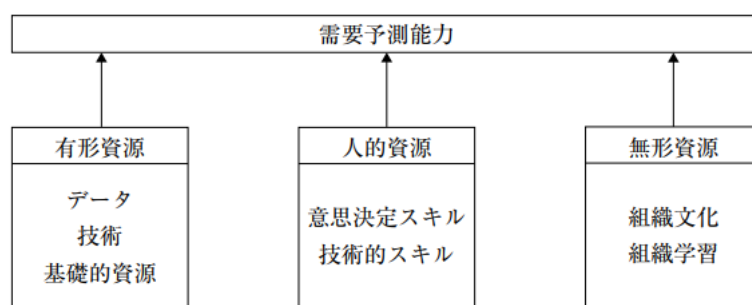 需要予測能力
有形資源
データ
技術
基礎的資源
人的資源
意思決定スキル
技術的スキル
無形資源
組織文化
組織学習